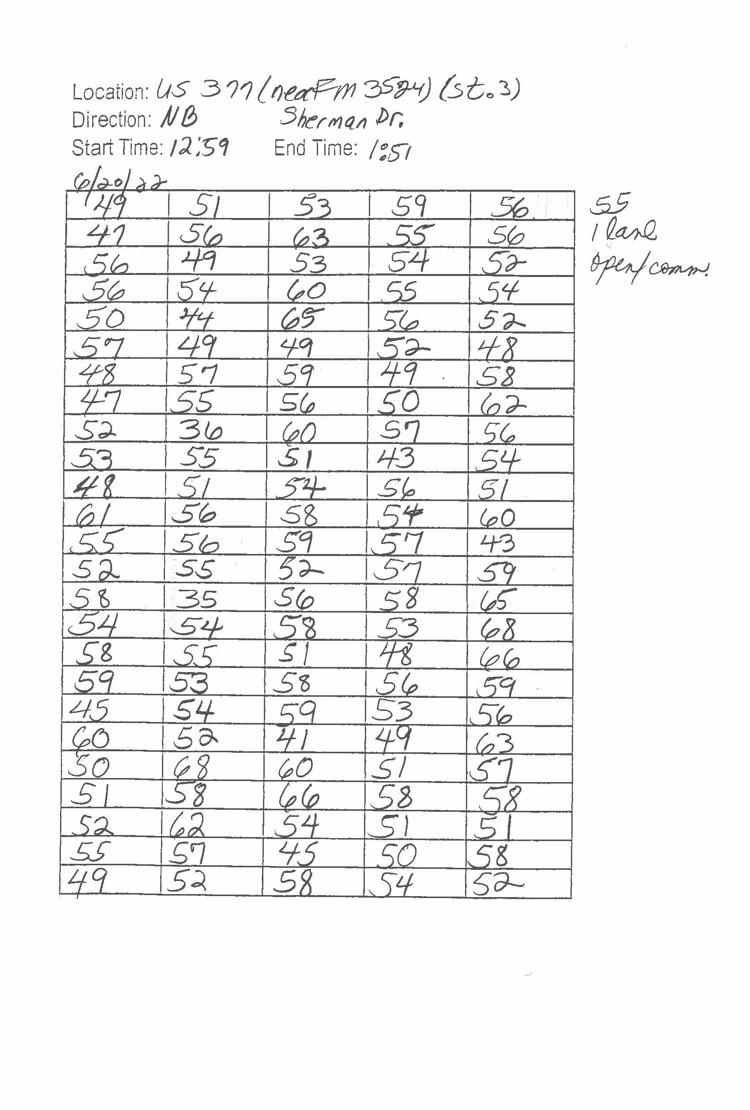 Location: US 377 (near Fm 3524) (St. 3)
Direction: NB Sherman Dr.
Start Time: 12:59 End Time: 1:51
6/20/22
49 51 53 59 56 55
47 56 63 55 56 1 lane
56 49 53 54 52 open/comm.
56 54 60 55 54
50 44 65 56 52
57 49 49 52 48
48 57 59 49 58
47 55 56 50 62
52 36 60 57 56
53 55 51 43 54
48 51 54 56 51
61 56 58 54 60
55 56 59 57 43
52 55 52 57 59
58 35 56 58 65
54 54 58 53 68
58 55 51 48 66
59 53 58 56 59
45 54 59 53 56
60 52 41 49 63
50 68 60 51 57
51 58 66 58 58
52 62 54 51 51
55 57 45 50 58
49 52 58 54 52